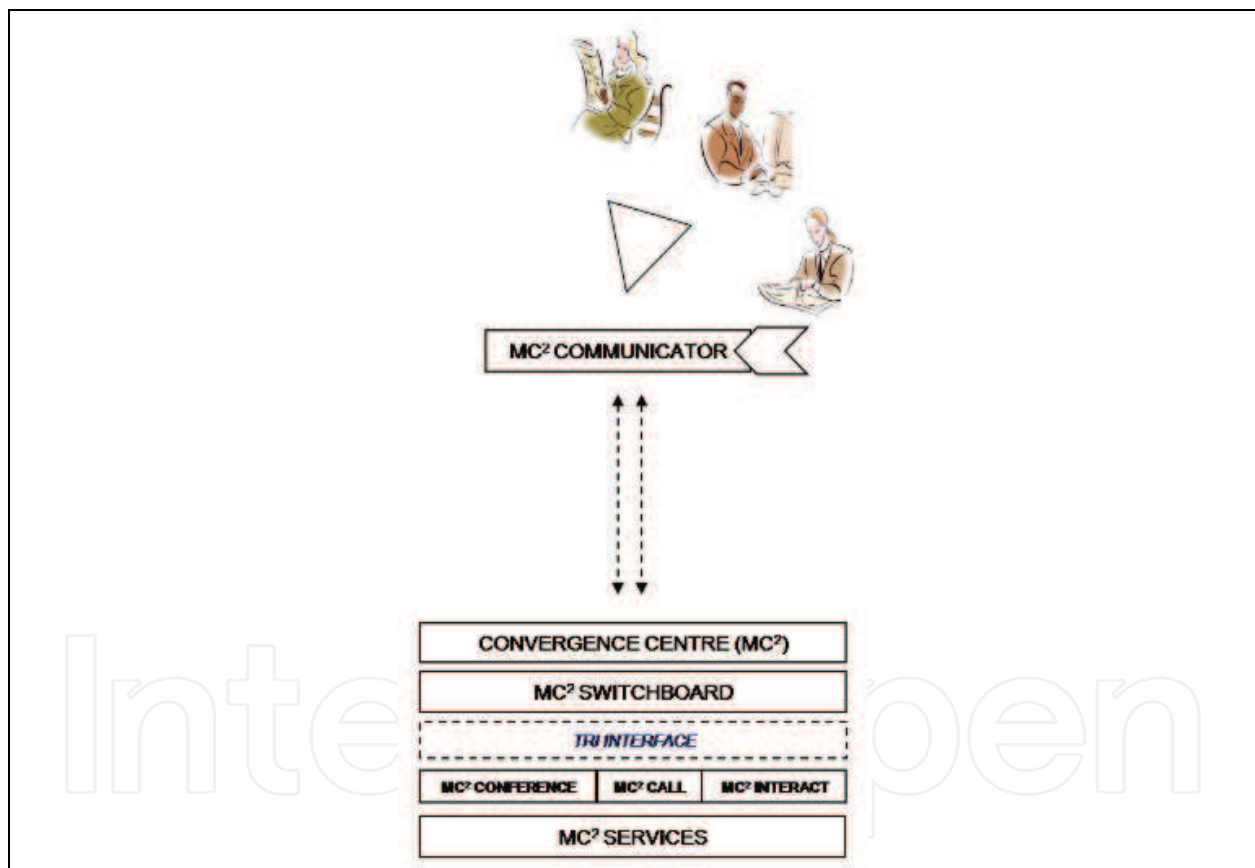 MC² COMMUNICATOR
CONVERGENCE CENTRE (MC²)
MC² SWITCHBOARD
TRI INTERFACE
MC² CONFERENCE MC² CALL MC² INTERACT
MC² SERVICES